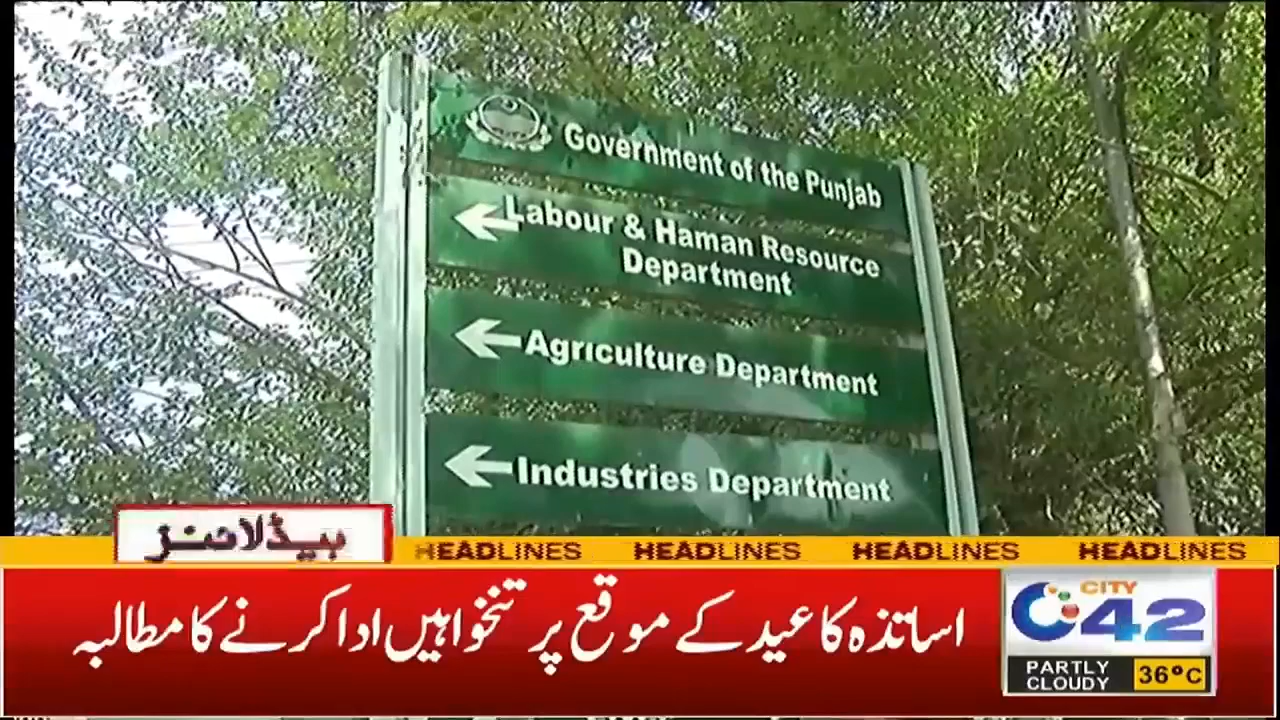 Government of the Punjab
Labour & Haman Resource
Department
Agriculture Department
Industries Department
ہیڈلائنز
HEADLINES HEADLINES HEADLINES HEADLINES
اساتذہ کا عید کے موقع پر تنخواہیں ادا کرنے کا مطالبہ
CITY
42
PARTLY
CLOUDY
36°C